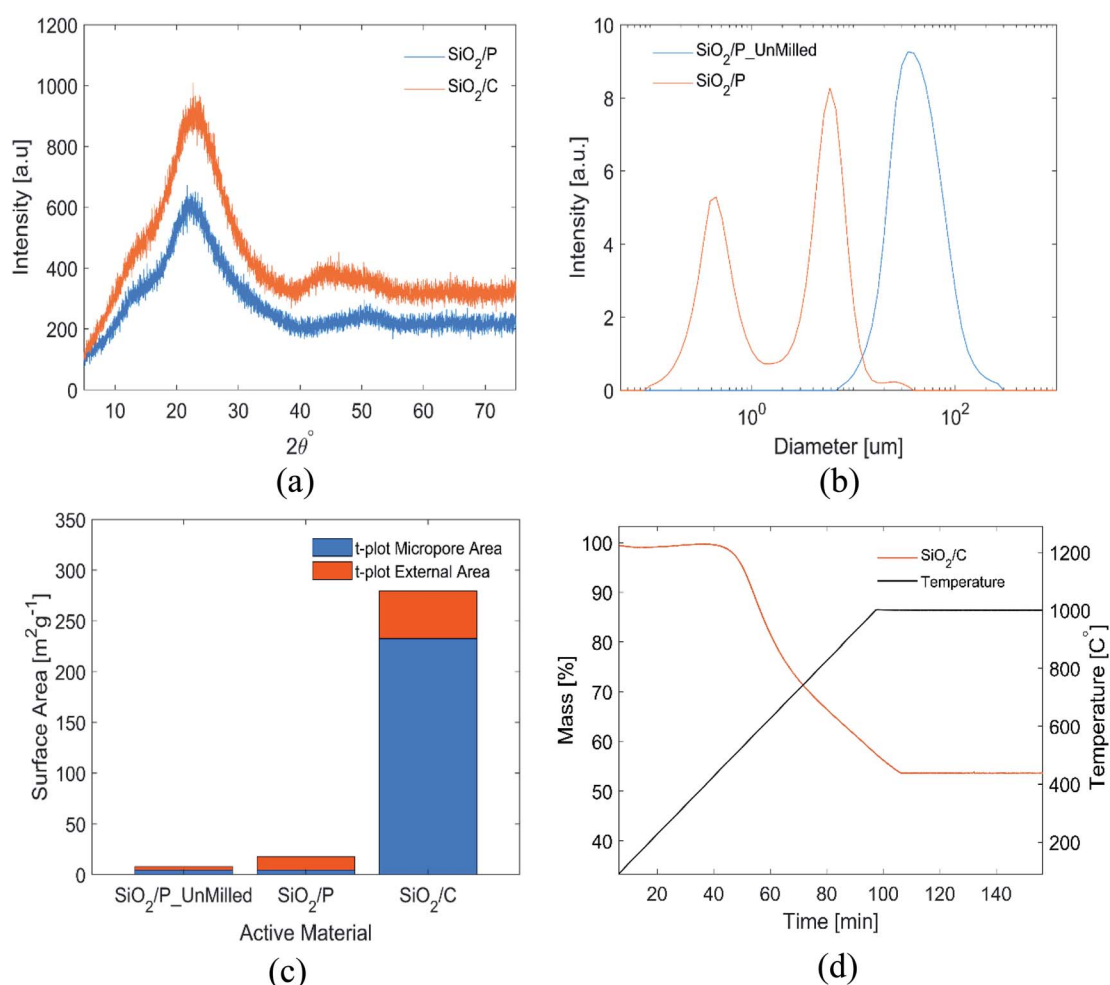 1200
1000
800
600
400
200
0
10 20 30 40 50 60 70
Intensity [a.u]
2θ°
SiO2/P
SiO2/C
(a)
10
8
6
4
2
0
10⁰ 10²
Intensity [a.u.]
Diameter [um]
SiO2/P_UnMilled
SiO2/P
(b)
350
300
250
200
150
100
50
0
Surface Area [m²g⁻¹]
t-plot Micropore Area
t-plot External Area
SiO2/P_UnMilled SiO2/P SiO2/C
Active Material
(c)
100
90
80
70
60
50
40
Mass [%]
SiO2/C
Temperature
1200
1000
800
600
400
200
Temperature [C°]
20 40 60 80 100 120 140
Time [min]
(d)